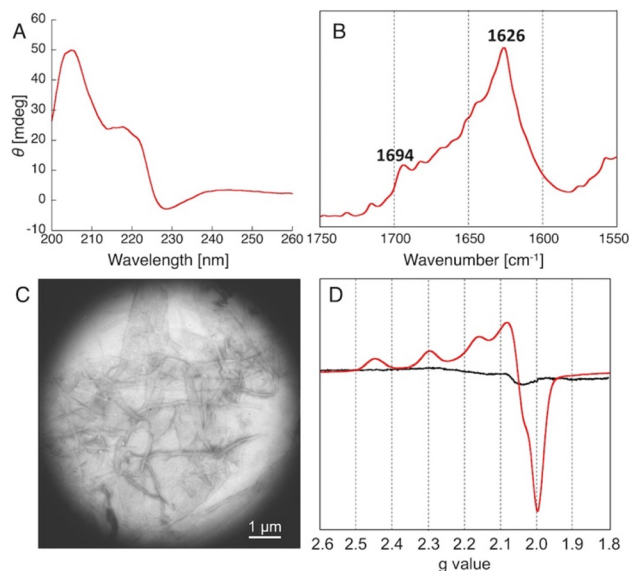 A
60
50
40
30
20
10
0
-10
θ [mdeg]
200 210 220 230 240 250 260
Wavelength [nm]
B
1626
1694
1750 1700 1650 1600 1550
Wavenumber [cm-1]
C
1 μm
D
2.6 2.5 2.4 2.3 2.2 2.1 2.0 1.9 1.8
g value